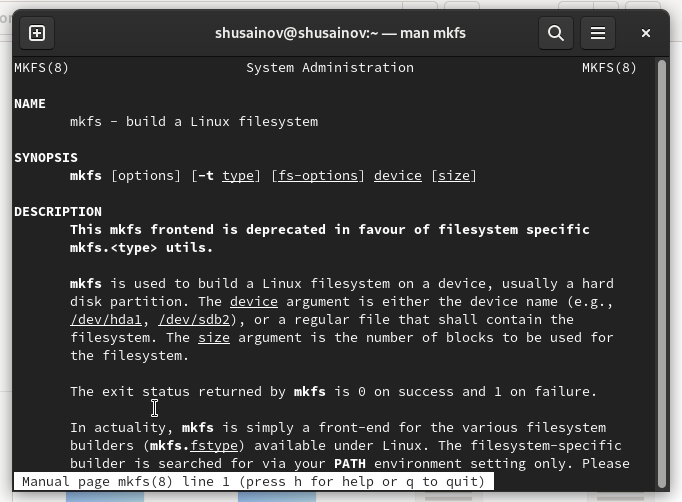 shusainov@shusainov:~ — man mkfs
MKFS(8) System Administration MKFS(8)
NAME
mkfs - build a Linux filesystem
SYNOPSIS
mkfs [options] [-t type] [fs-options] device [size]
DESCRIPTION
This mkfs frontend is deprecated in favour of filesystem specific
mkfs.<type> utils.
mkfs is used to build a Linux filesystem on a device, usually a hard
disk partition. The device argument is either the device name (e.g.,
/dev/hda1, /dev/sdb2), or a regular file that shall contain the
filesystem. The size argument is the number of blocks to be used for
the filesystem.
The exit status returned by mkfs is 0 on success and 1 on failure.
In actuality, mkfs is simply a front-end for the various filesystem
builders (mkfs.fstype) available under Linux. The filesystem-specific
builder is searched for via your PATH environment setting only. Please
Manual page mkfs(8) line 1 (press h for help or q to quit)